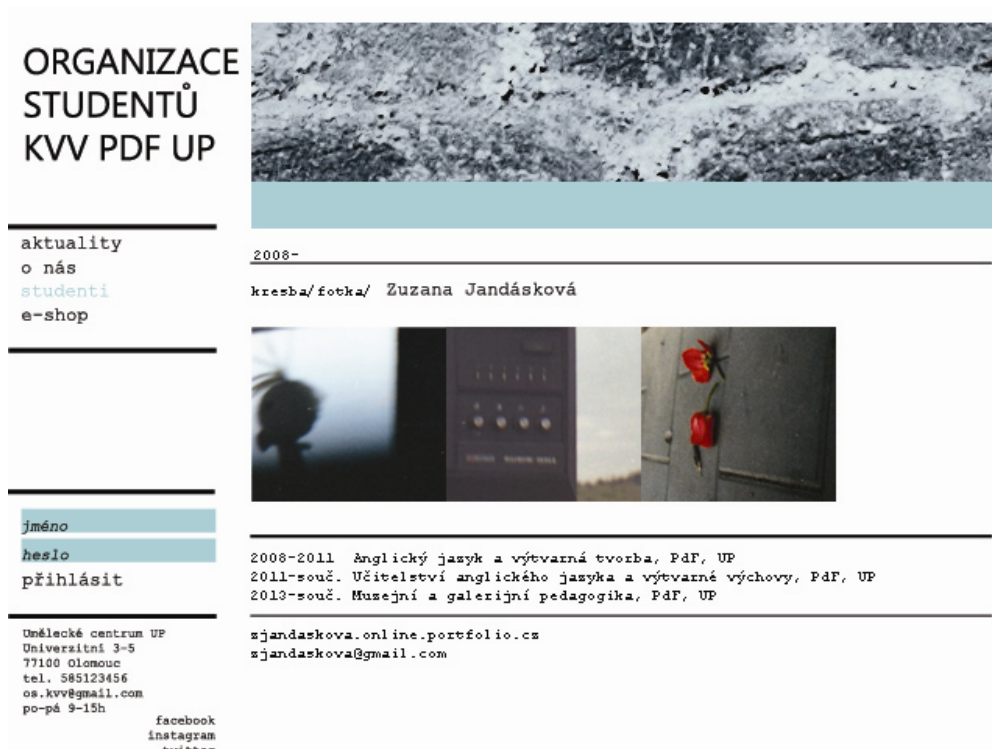 ORGANIZACE
STUDENTŮ
KVV PDF UP
aktuality
o nás
studenti
e-shop
jméno
heslo
přihlásit
Umělecké centrum UP
Univerzitní 3-5
77100 Olomouc
tel. 585123456
os.kvv@gmail.com
po-pá 9-15h
facebook
instagram
twitter
2008-
kresba/fotka/ Zuzana Jandásková
2008-2011 Anglický jazyk a výtvarná tvorba, PdF, UP
2011-souč. Učitelství anglického jazyka a výtvarné výchovy, PdF, UP
2013-souč. Muzejní a galerijní pedagogika, PdF, UP
zjandaskova.online.portfolio.cz
zjandaskova@gmail.com